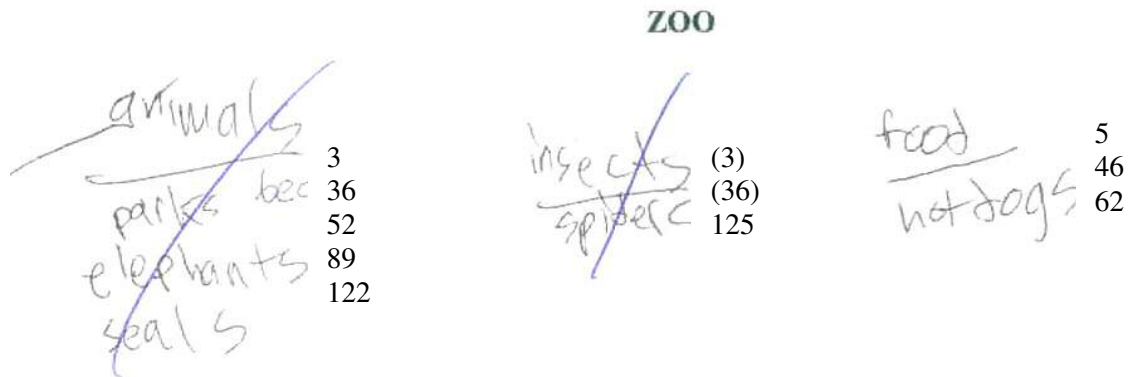 ZOO
animals
3
parks bec 36
52
elephants 89
122
seals
insects (3)
(36)
spiders 125
food 5
46
hotdogs 62